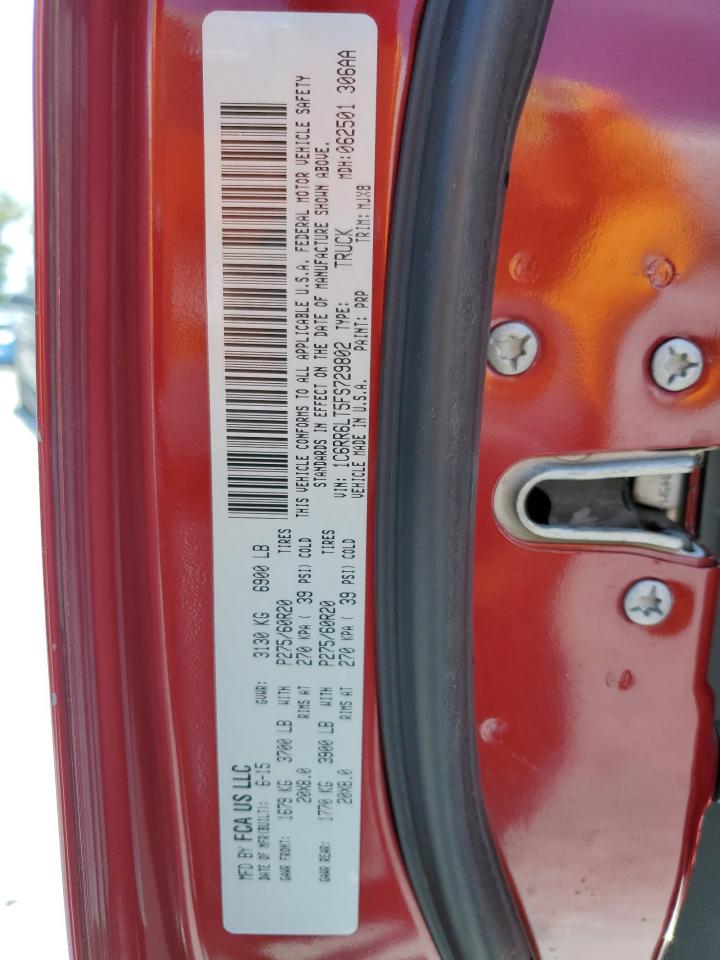 MFD BY FCA US LLC
DATE OF MFR(BUILT): 6-15 GVWR: 3130 KG 6900 LB
GAWR FRONT: 1679 KG 3700 LB WITH P275/60R20 TIRES
20X8.0 RIMS AT 270 KPA ( 39 PSI) COLD
GAWR REAR: 1770 KG 3900 LB WITH P275/60R20 TIRES
20X8.0 RIMS AT 270 KPA ( 39 PSI) COLD
THIS VEHICLE CONFORMS TO ALL APPLICABLE U.S.A. FEDERAL MOTOR VEHICLE SAFETY
STANDARDS IN EFFECT ON THE DATE OF MANUFACTURE SHOWN ABOVE.
VIN: 1C6RR6LT5FS729802 TYPE: TRUCK MDH:062501 306AA
VEHICLE MADE IN U.S.A. PAINT: PRP TRIM: MJX8